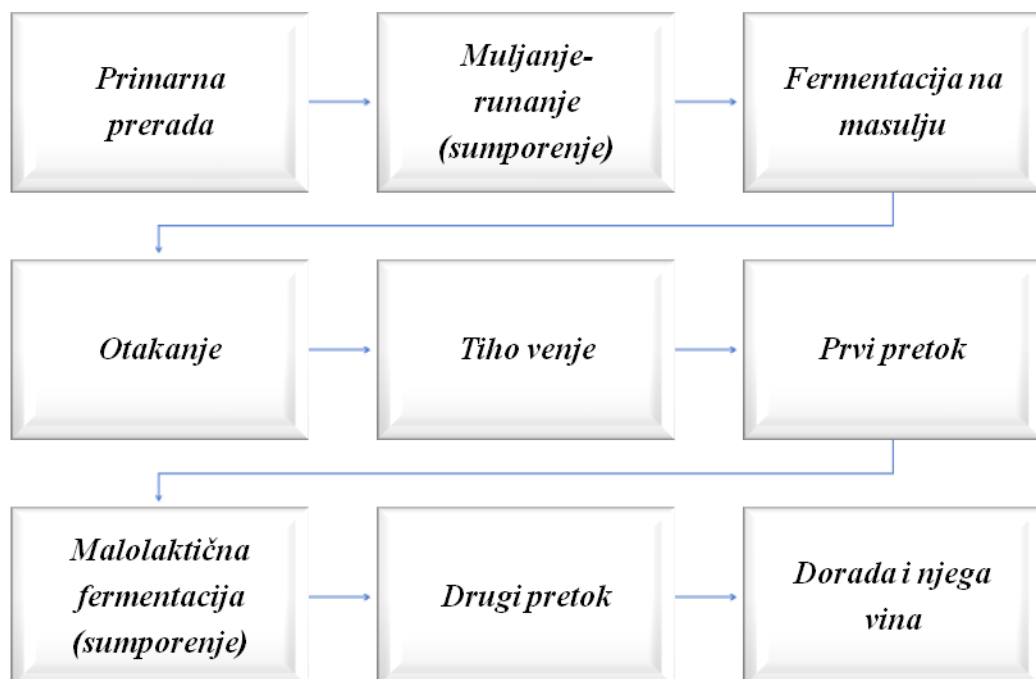 Primarna
prerada
Muljanje-
runanje
(sumporenje)
Fermentacija na
masulju
Otakanje
Tiho venje
Prvi pretok
Malolaktična
fermentacija
(sumporenje)
Drugi pretok
Dorada i njega
vina